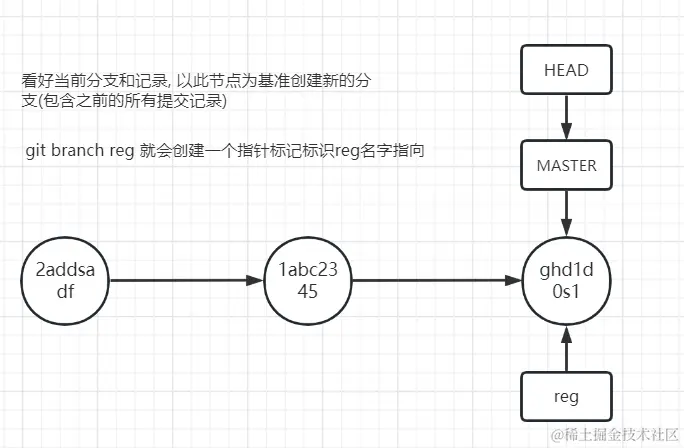 看好当前分支和记录, 以此节点为基准创建新的分
支(包含之前的所有提交记录)
git branch reg 就会创建一个指针标记标识reg名字指向
HEAD
MASTER
2addsa
df
1abc23
45
ghd1d
0s1
reg
@稀土掘金技术社区